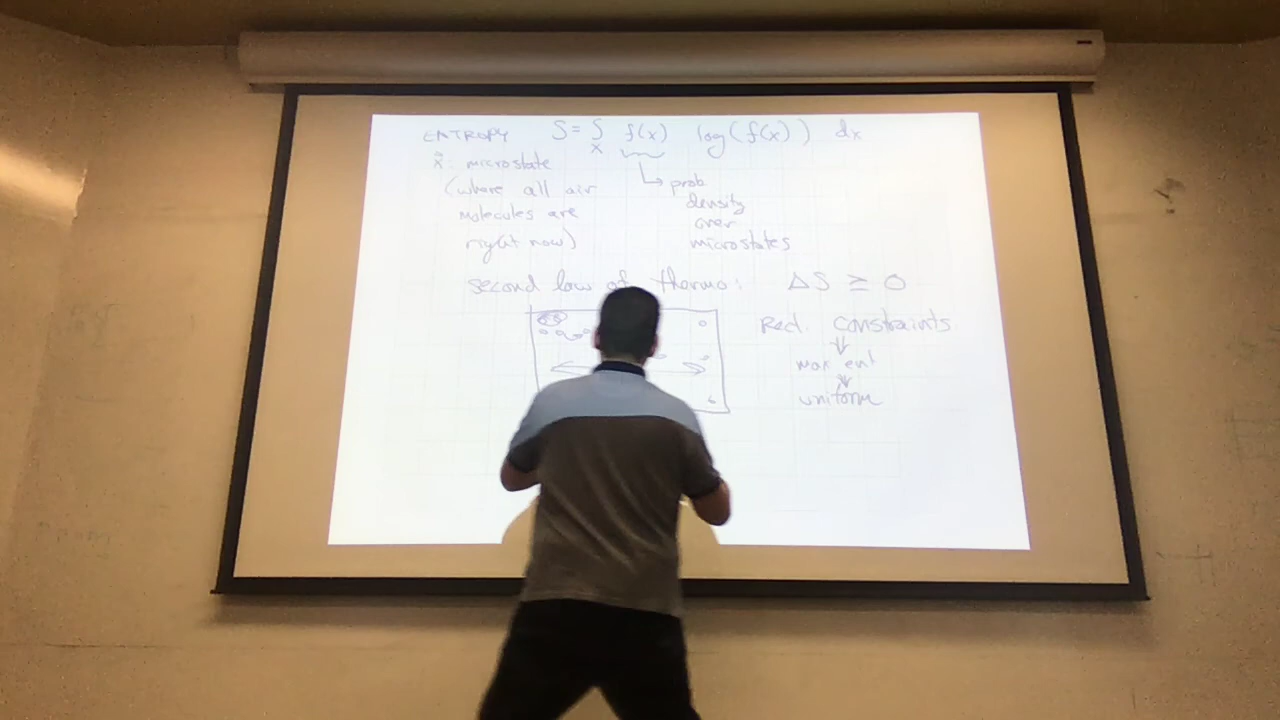 ENTROPY S = ∫x f(x) log(f(x)) dx
x⃗: microstate
(where all air
molecules are
right now)
↳ prob
density
over
microstates
second law of thermo: ΔS ≥ 0
Red. constraints
⇓
max ent
⇓
uniform